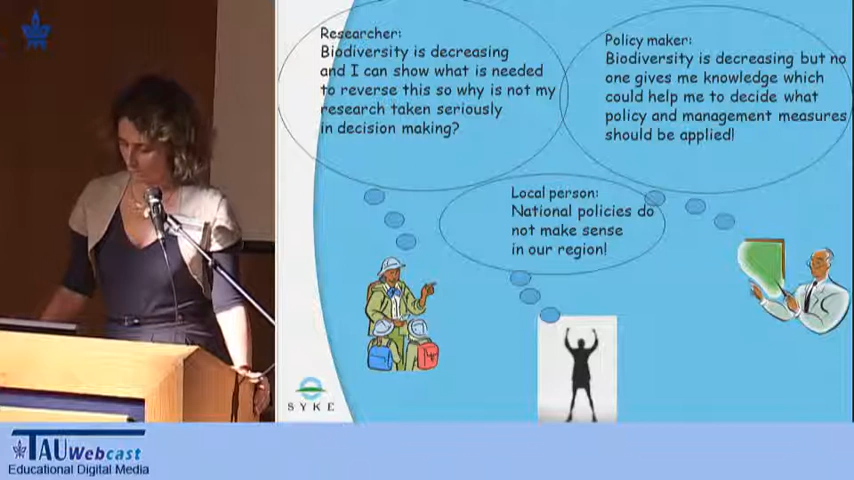 Researcher:
Biodiversity is decreasing
and I can show what is needed
to reverse this so why is not my
research taken seriously
in decision making?
Policy maker:
Biodiversity is decreasing but no
one gives me knowledge which
could help me to decide what
policy and management measures
should be applied!
Local person:
National policies do
not make sense
in our region!
SYKE
TAU Webcast
Educational Digital Media